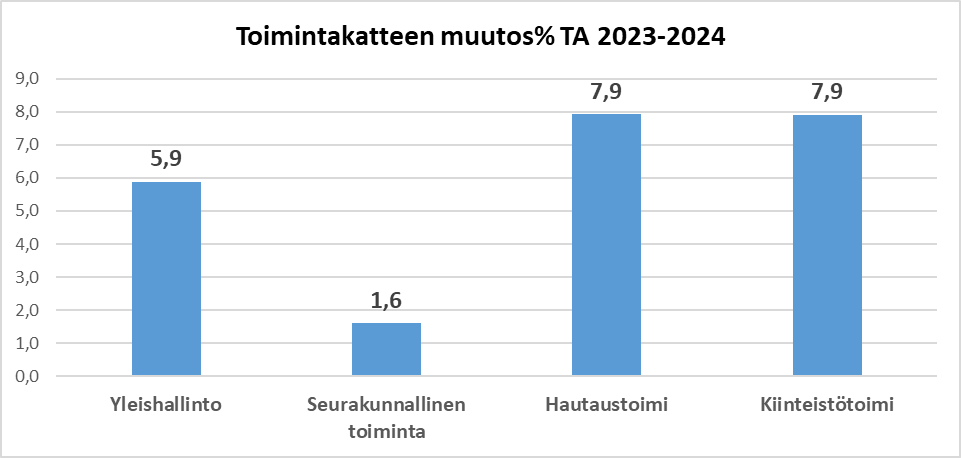 Toimintakatteen muutos% TA 2023-2024
9,0
8,0
7,0
6,0
5,0
4,0
3,0
2,0
1,0
0,0
5,9
1,6
7,9
7,9
Yleishallinto
Seurakunnallinen
toiminta
Hautaustoimi
Kiinteistötoimi